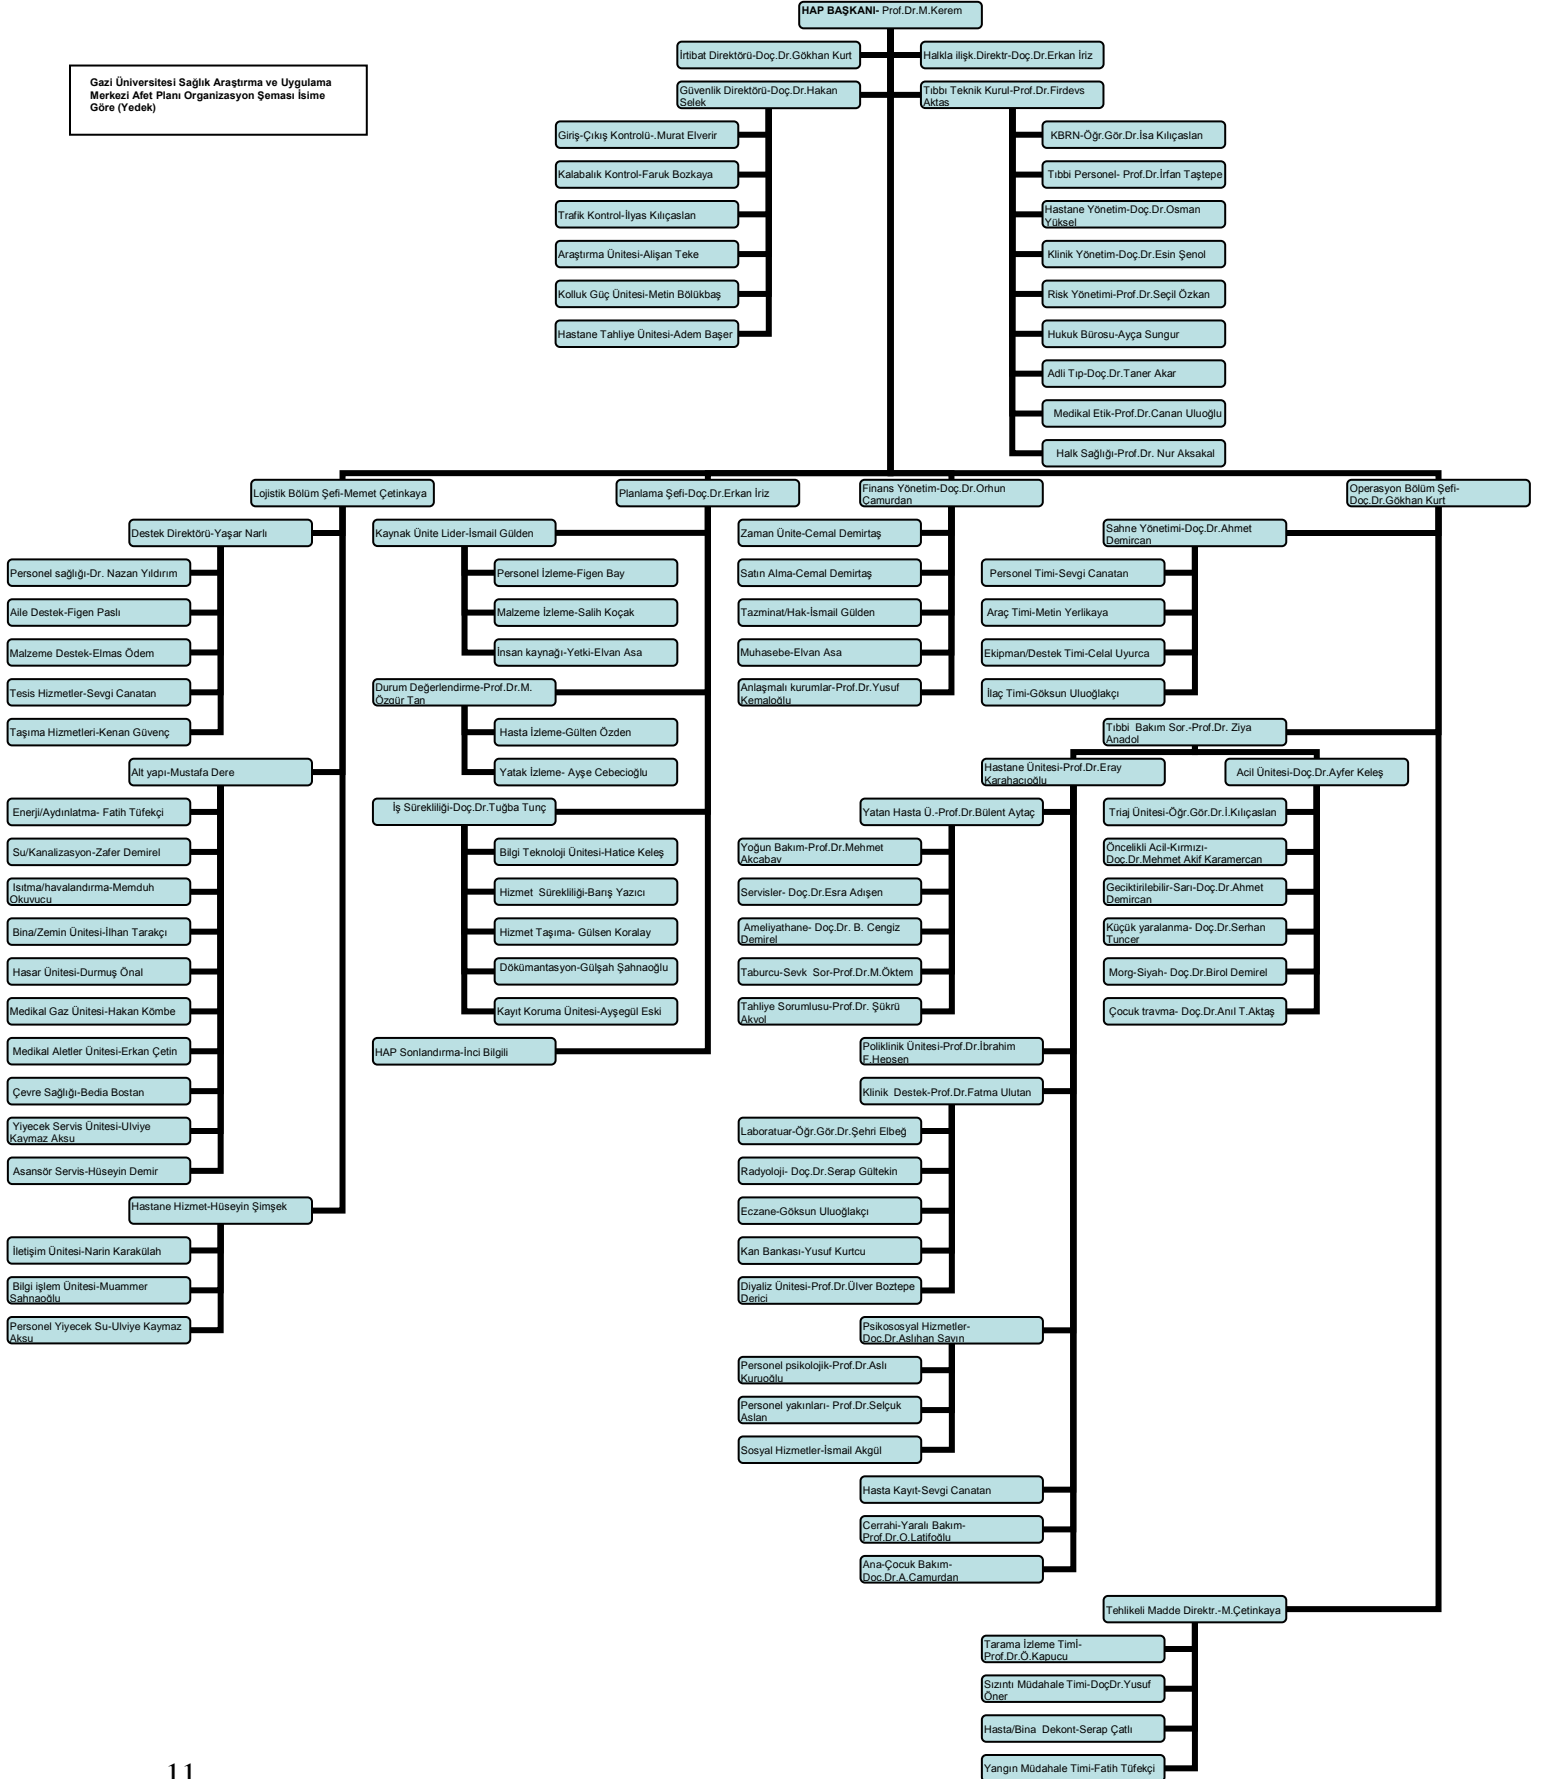 HAP BAŞKANI- Prof.Dr.M.Kerem
İrtibat Direktörü-Doç.Dr.Gökhan Kurt
Halkla ilişk.Direktr-Doç.Dr.Erkan İriz
Gazi Üniversitesi Sağlık Araştırma ve Uygulama
Merkezi Afet Planı Organizasyon Şeması İsime
Göre (Yedek)
Güvenlik Direktörü-Doç.Dr.Hakan
Selek
Tıbbı Teknik Kurul-Prof.Dr.Firdevs
Aktas
Giriş-Çıkış Kontrolü-.Murat Elverir
Kalabalık Kontrol-Faruk Bozkaya
Trafik Kontrol-İlyas Kılıçaslan
Araştırma Ünitesi-Alişan Teke
Kolluk Güç Ünitesi-Metin Bölükbaş
Hastane Tahliye Ünitesi-Adem Başer
KBRN-Öğr.Gör.Dr.İsa Kılıçaslan
Tıbbi Personel- Prof.Dr.İrfan Taştepe
Hastane Yönetim-Doç.Dr.Osman
Yüksel
Klinik Yönetim-Doç.Dr.Esin Şenol
Risk Yönetimi-Prof.Dr.Seçil Özkan
Hukuk Bürosu-Ayça Sungur
Adli Tıp-Doç.Dr.Taner Akar
Medikal Etik-Prof.Dr.Canan Uluoğlu
Halk Sağlığı-Prof.Dr. Nur Aksakal
Lojistik Bölüm Şefi-Memet Çetinkaya
Destek Direktörü-Yaşar Narlı
Personel sağlığı-Dr. Nazan Yıldırım
Aile Destek-Figen Paslı
Malzeme Destek-Elmas Ödem
Tesis Hizmetler-Sevgi Canatan
Taşıma Hizmetleri-Kenan Güvenç
Alt yapı-Mustafa Dere
Enerji/Aydınlatma- Fatih Tüfekçi
Su/Kanalizasyon-Zafer Demirel
Isıtma/havalandırma-Memduh
Okuyucu
Bina/Zemin Ünitesi-İlhan Tarakçı
Hasar Ünitesi-Durmuş Önal
Medikal Gaz Ünitesi-Hakan Kömbe
Medikal Aletler Ünitesi-Erkan Çetin
Çevre Sağlığı-Bedia Bostan
Yiyecek Servis Ünitesi-Ulviye
Kaymaz Aksu
Asansör Servis-Hüseyin Demir
Hastane Hizmet-Hüseyin Şimşek
İletişim Ünitesi-Narin Karakülah
Bilgi işlem Ünitesi-Muammer
Sahnaoğlu
Personel Yiyecek Su-Ulviye Kaymaz
Aksu
Planlama Şefi-Doç.Dr.Erkan İriz
Kaynak Ünite Lider-İsmail Gülden
Personel İzleme-Figen Bay
Malzeme İzleme-Salih Koçak
İnsan kaynağı-Yetki-Elvan Asa
Durum Değerlendirme-Prof.Dr.M.
Özgür Tan
Hasta İzleme-Gülten Özden
Yatak İzleme- Ayşe Cebecioğlu
İş Sürekliliği-Doç.Dr.Tuğba Tunç
Bilgi Teknoloji Ünitesi-Hatice Keleş
Hizmet  Sürekliliği-Barış Yazıcı
Hizmet Taşıma- Gülsen Koralay
Dökümantasyon-Gülşah Şahnaoğlu
Kayıt Koruma Ünitesi-Ayşegül Eski
HAP Sonlandırma-İnci Bilgili
Finans Yönetim-Doç.Dr.Orhun
Çamurdan
Zaman Ünite-Cemal Demirtaş
Satın Alma-Cemal Demirtaş
Tazminat/Hak-İsmail Gülden
Muhasebe-Elvan Asa
Anlaşmalı kurumlar-Prof.Dr.Yusuf
Kemaloğlu
Operasyon Bölüm Şefi-
Doç.Dr.Gökhan Kurt
Sahne Yönetimi-Doç.Dr.Ahmet
Demircan
Personel Timi-Sevgi Canatan
Araç Timi-Metin Yerlikaya
Ekipman/Destek Timi-Celal Uyurca
İlaç Timi-Göksun Uluoğlakçı
Tıbbi  Bakım Sor.-Prof.Dr. Ziya
Anadol
Hastane Ünitesi-Prof.Dr.Eray
Karahacıoğlu
Acil Ünitesi-Doç.Dr.Ayfer Keleş
Yatan Hasta Ü.-Prof.Dr.Bülent Aytaç
Yoğun Bakım-Prof.Dr.Mehmet
Akcabay
Servisler- Doç.Dr.Esra Adışen
Ameliyathane- Doç.Dr. B. Cengiz
Demirel
Taburcu-Sevk  Sor-Prof.Dr.M.Öktem
Tahliye Sorumlusu-Prof.Dr. Şükrü
Akyol
Triaj Ünitesi-Öğr.Gör.Dr.İ.Kılıçaslan
Öncelikli Acil-Kırmızı-
Doç.Dr.Mehmet Akif Karamercan
Geciktirilebilir-Sarı-Doç.Dr.Ahmet
Demircan
Küçük yaralanma- Doç.Dr.Serhan
Tuncer
Morg-Siyah- Doç.Dr.Birol Demirel
Çocuk travma- Doç.Dr.Anıl T.Aktaş
Poliklinik Ünitesi-Prof.Dr.İbrahim
F.Hepsen
Klinik  Destek-Prof.Dr.Fatma Ulutan
Laboratuar-Öğr.Gör.Dr.Şehri Elbeğ
Radyoloji- Doç.Dr.Serap Gültekin
Eczane-Göksun Uluoğlakçı
Kan Bankası-Yusuf Kurtcu
Diyaliz Ünitesi-Prof.Dr.Ülver Boztepe
Derici
Psikososyal Hizmetler-
Doç.Dr.Aslıhan Sayın
Personel psikolojik-Prof.Dr.Aslı
Kuruoğlu
Personel yakınları- Prof.Dr.Selçuk
Aslan
Sosyal Hizmetler-İsmail Akgül
Hasta Kayıt-Sevgi Canatan
Cerrahi-Yaralı Bakım-
Prof.Dr.O.Latifoğlu
Ana-Çocuk Bakım-
Doç.Dr.A.Camurdan
Tehlikeli Madde Direktr.-M.Çetinkaya
Tarama İzleme Timİ-
Prof.Dr.Ö.Kapucu
Sızıntı Müdahale Timi-DoçDr.Yusuf
Öner
Hasta/Bina  Dekont-Serap Çatlı
Yangın Müdahale Timi-Fatih Tüfekçi
11